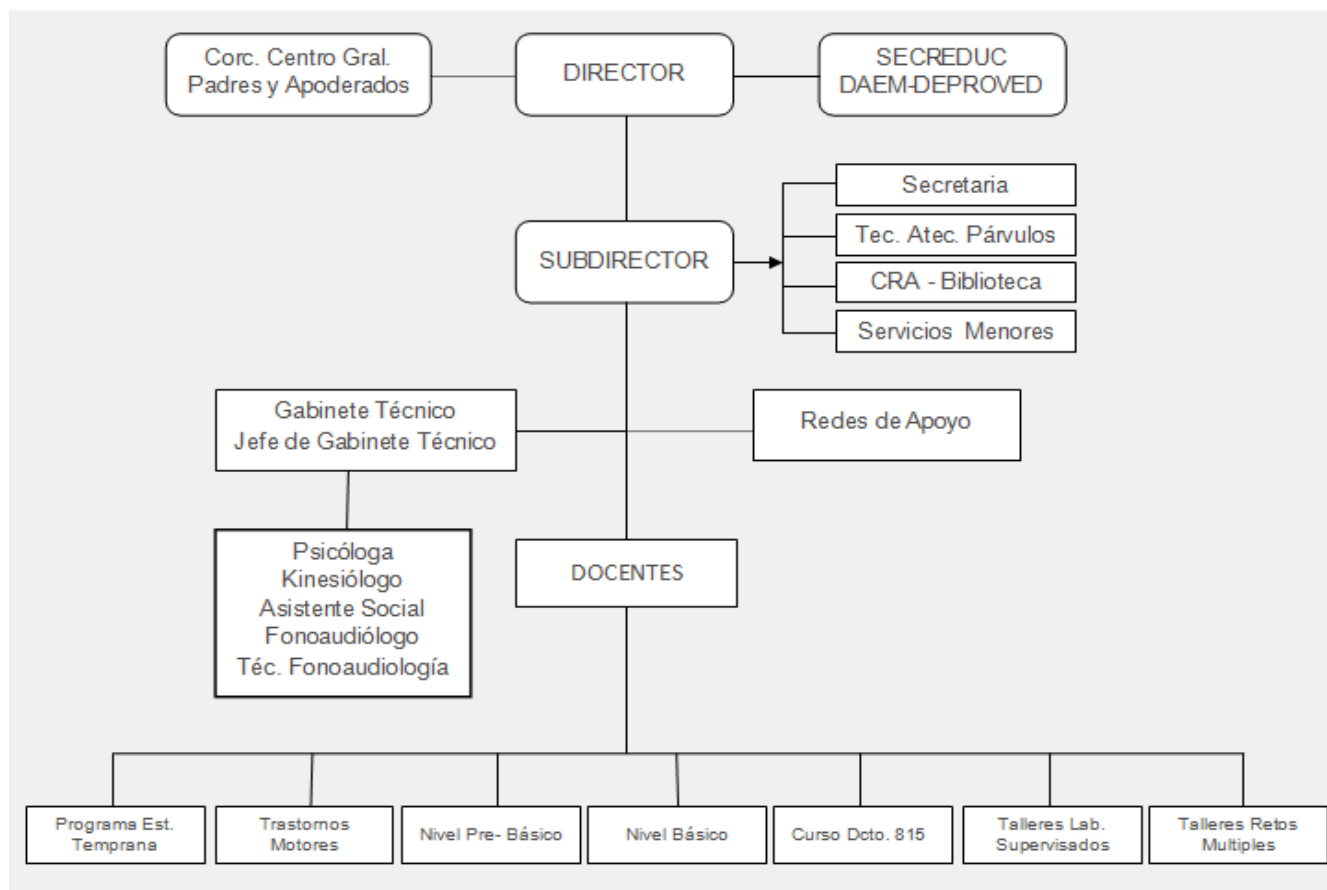 Corc. Centro Gral.
Padres y Apoderados
DIRECTOR
SECREDUC
DAEM-DEPROVED
Secretaria
Tec. Atec. Párvulos
SUBDIRECTOR
CRA - Biblioteca
Servicios Menores
Gabinete Técnico
Jefe de Gabinete Técnico
Redes de Apoyo
Psicóloga
Kinesiólogo
Asistente Social
Fonoaudiólogo
Téc. Fonoaudiología
DOCENTES
Programa Est.
Temprana
Trastornos
Motores
Nivel Pre- Básico
Nivel Básico
Curso Dcto. 815
Talleres Lab.
Supervisados
Talleres Retos
Multiples